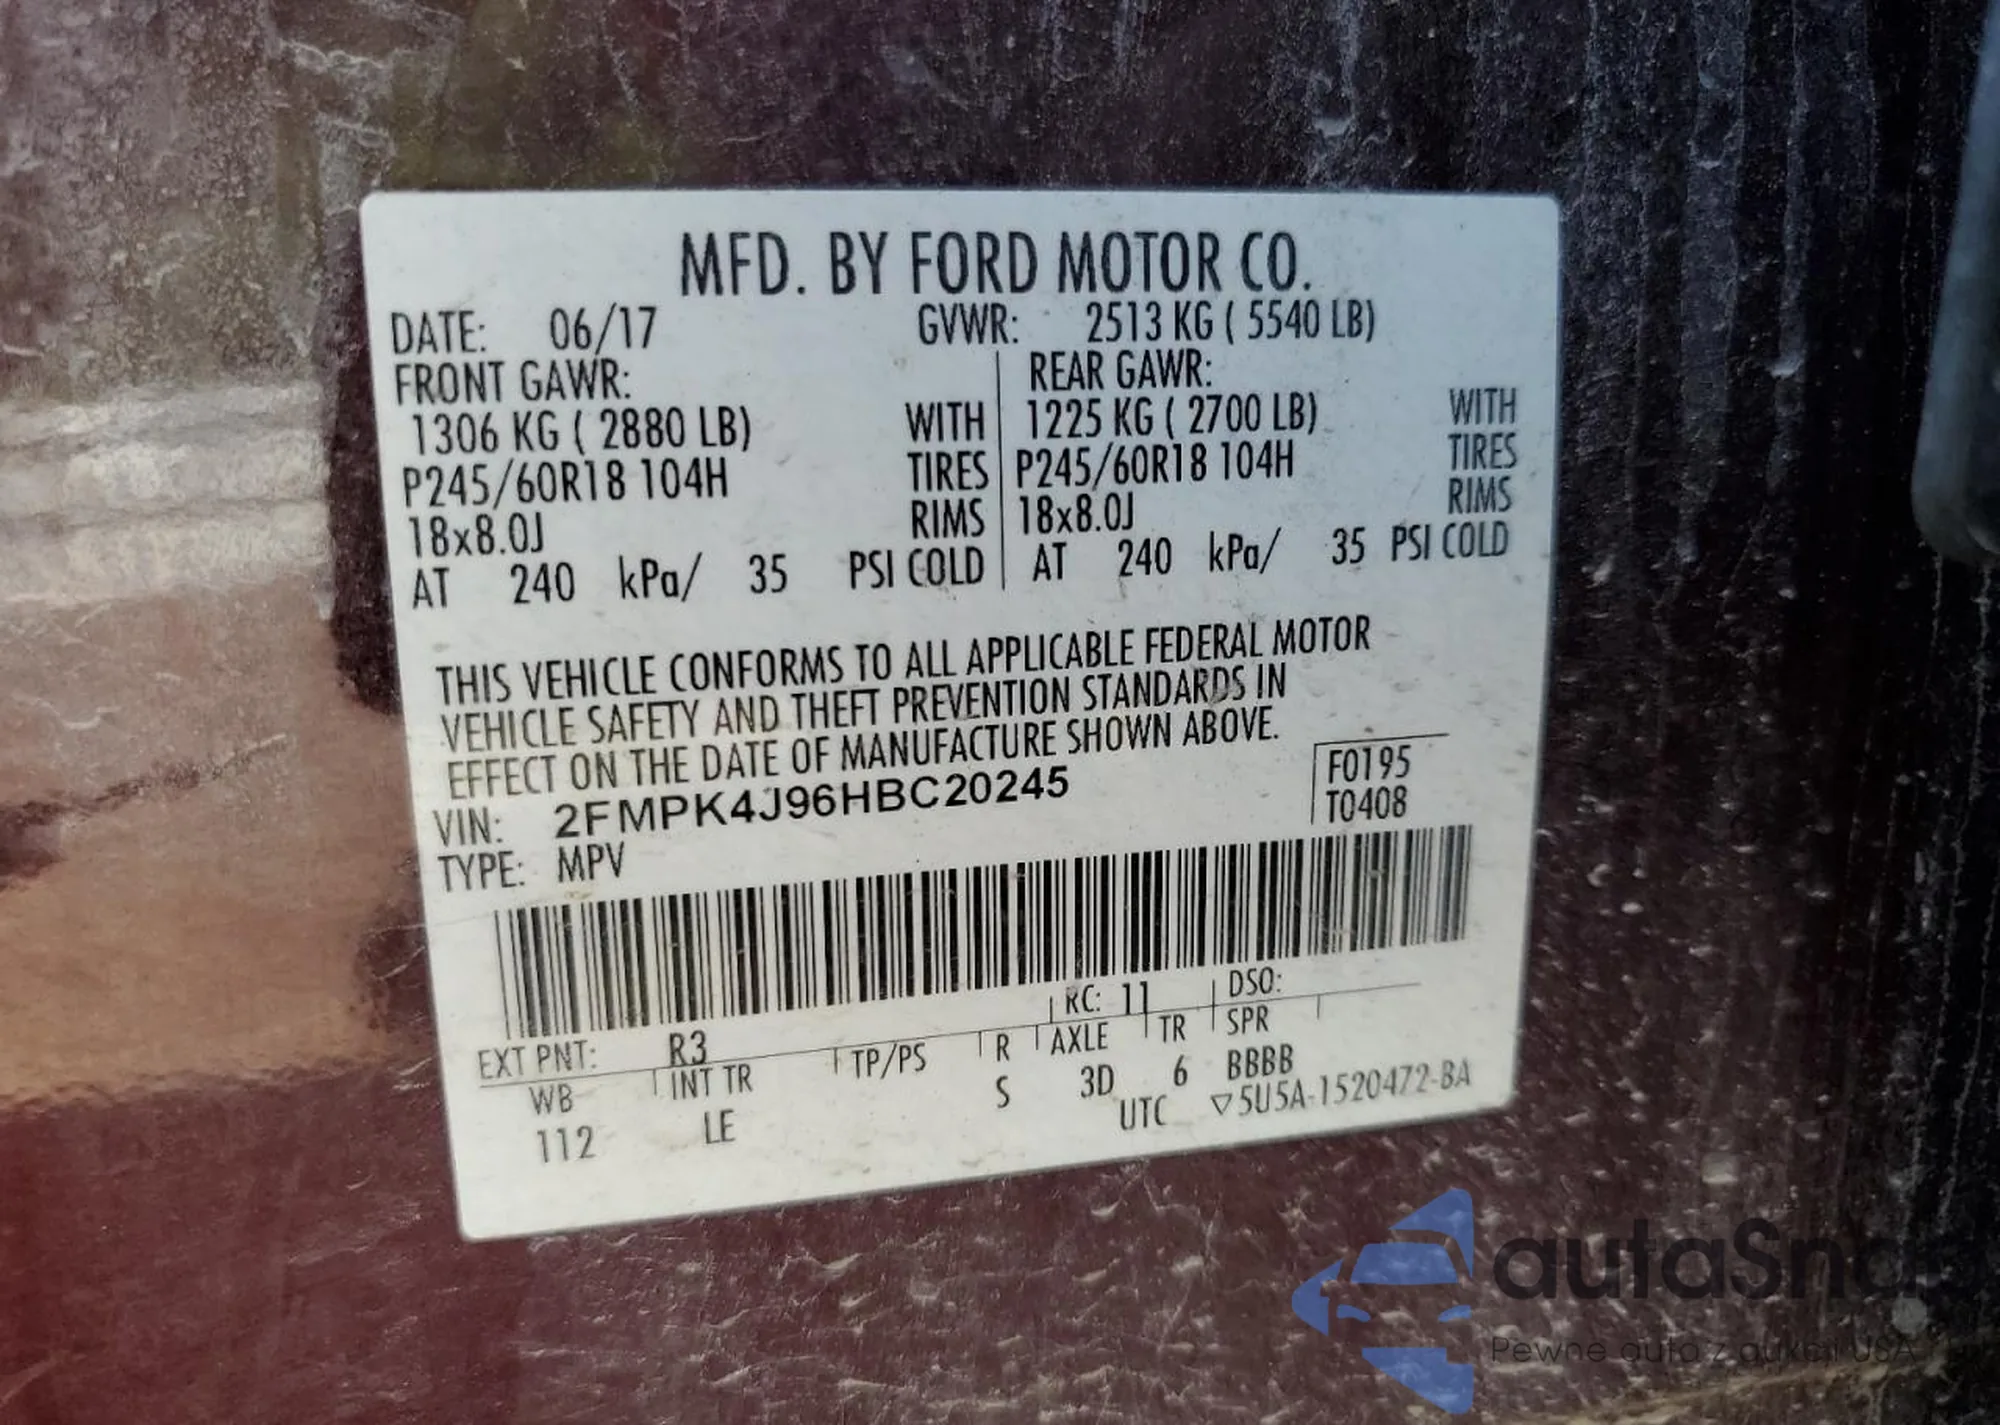 MFD. BY FORD MOTOR CO.
DATE: 06/17 GVWR: 2513 KG ( 5540 LB)
FRONT GAWR: REAR GAWR:
1306 KG ( 2880 LB) WITH 1225 KG ( 2700 LB) WITH
P245/60R18 104H TIRES P245/60R18 104H TIRES
18x8.0J RIMS 18x8.0J RIMS
AT 240 kPa/ 35 PSI COLD AT 240 kPa/ 35 PSI COLD
THIS VEHICLE CONFORMS TO ALL APPLICABLE FEDERAL MOTOR
VEHICLE SAFETY AND THEFT PREVENTION STANDARDS IN
EFFECT ON THE DATE OF MANUFACTURE SHOWN ABOVE.
VIN: 2FMPK4J96HBC20245 F0195
TYPE: MPV T0408
RC: 11 DSO:
EXT PNT: R3
WB INT TR TP/PS R AXLE TR SPR
112 LE S 3D 6 BBBB
UTC ▽5U5A-1520472-BA
autaSna
Pewne auta z aukcji USA